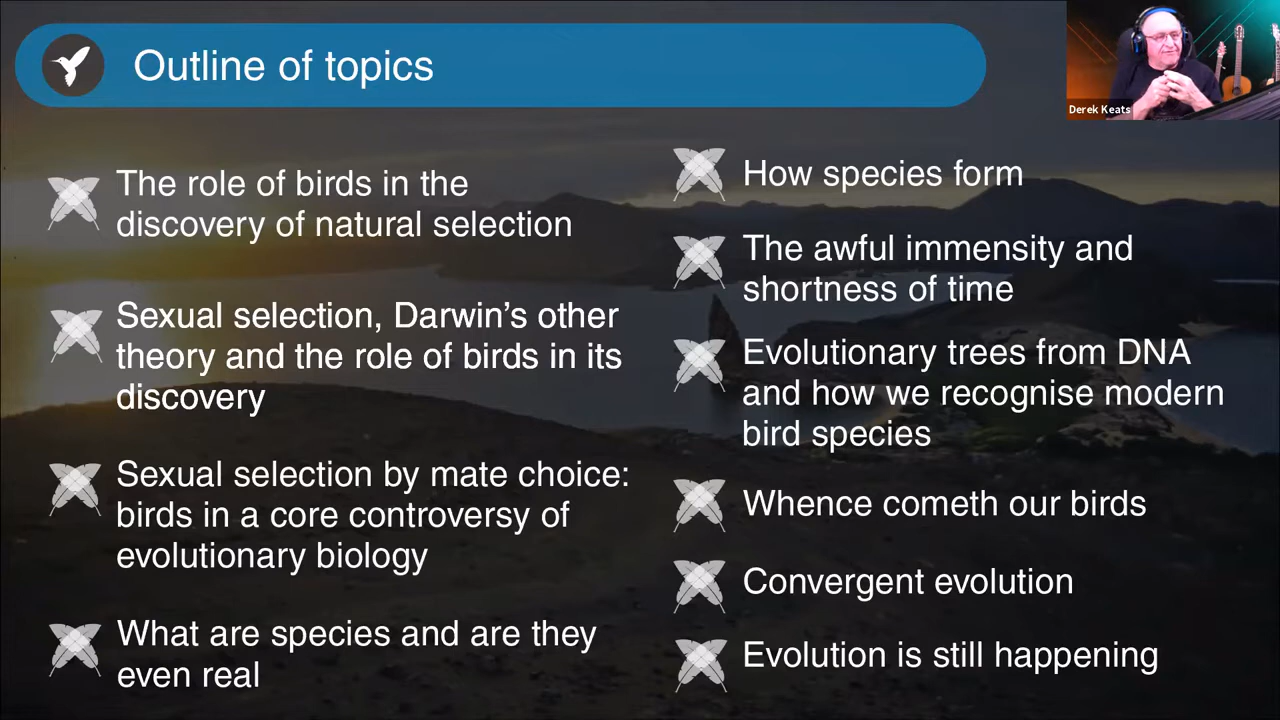 Outline of topics
Derek Keats
The role of birds in the
discovery of natural selection
Sexual selection, Darwin's other
theory and the role of birds in its
discovery
Sexual selection by mate choice:
birds in a core controversy of
evolutionary biology
What are species and are they
even real
How species form
The awful immensity and
shortness of time
Evolutionary trees from DNA
and how we recognise modern
bird species
Whence cometh our birds
Convergent evolution
Evolution is still happening